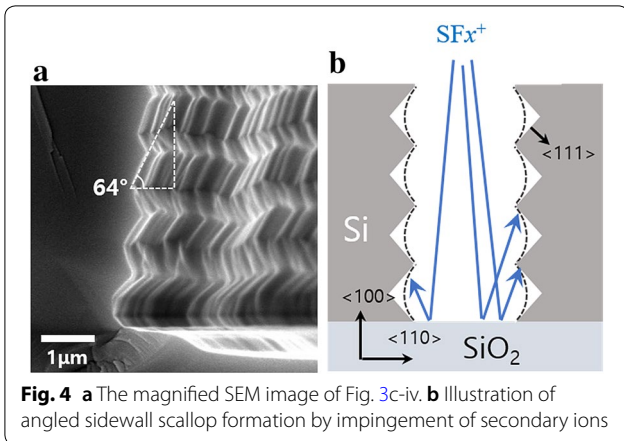 SFx+
a
b
64°
<111>
Si
<100>
<110>
1μm
SiO2
Fig. 4 a The magnified SEM image of Fig. 3c-iv. b Illustration of
angled sidewall scallop formation by impingement of secondary ions